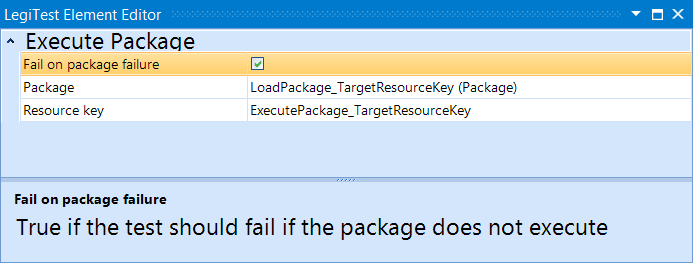 LegiTest Element Editor
Execute Package
Fail on package failure
Package LoadPackage_TargetResourceKey (Package)
Resource key ExecutePackage_TargetResourceKey
Fail on package failure
True if the test should fail if the package does not execute